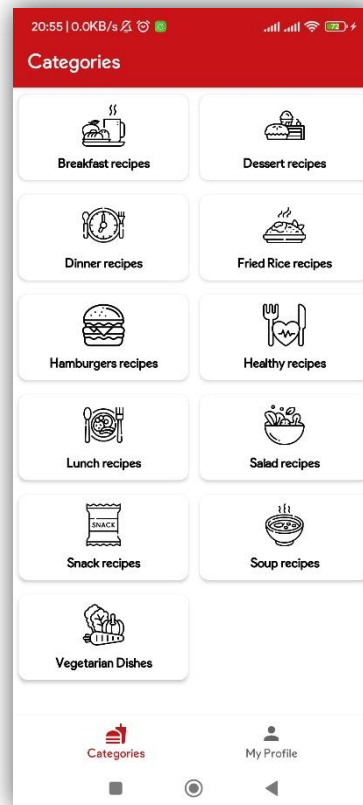 20:55 | 0.0KB/s 72
Categories
Breakfast recipes
Dessert recipes
Dinner recipes
Fried Rice recipes
Hamburgers recipes
Healthy recipes
Lunch recipes
Salad recipes
SNACK
Snack recipes
Soup recipes
Vegetarian Dishes
Categories
My Profile